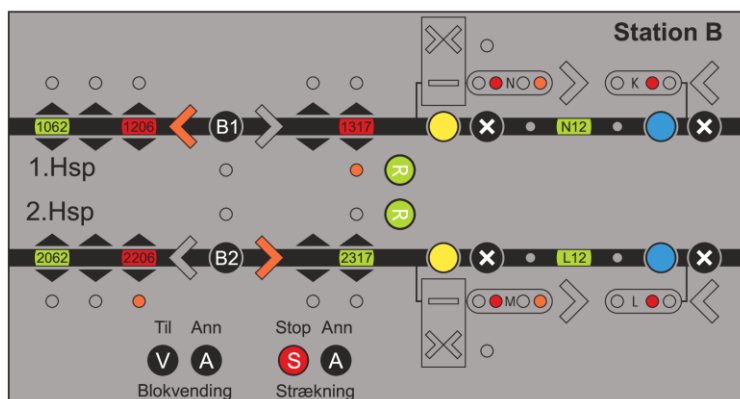 Station B
N K
1062 1206 B1 1317 N12
1.Hsp R
2.Hsp R
2062 2206 B2 2317 L12
M L
Til Ann Stop Ann
V A S A
Blokvending Strækning